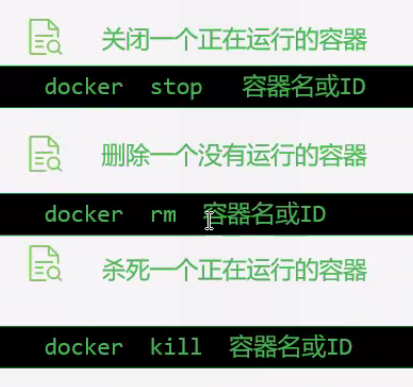 关闭一个正在运行的容器
docker stop 容器名或ID
删除一个没有运行的容器
docker rm 容器名或ID
杀死一个正在运行的容器
docker kill 容器名或ID